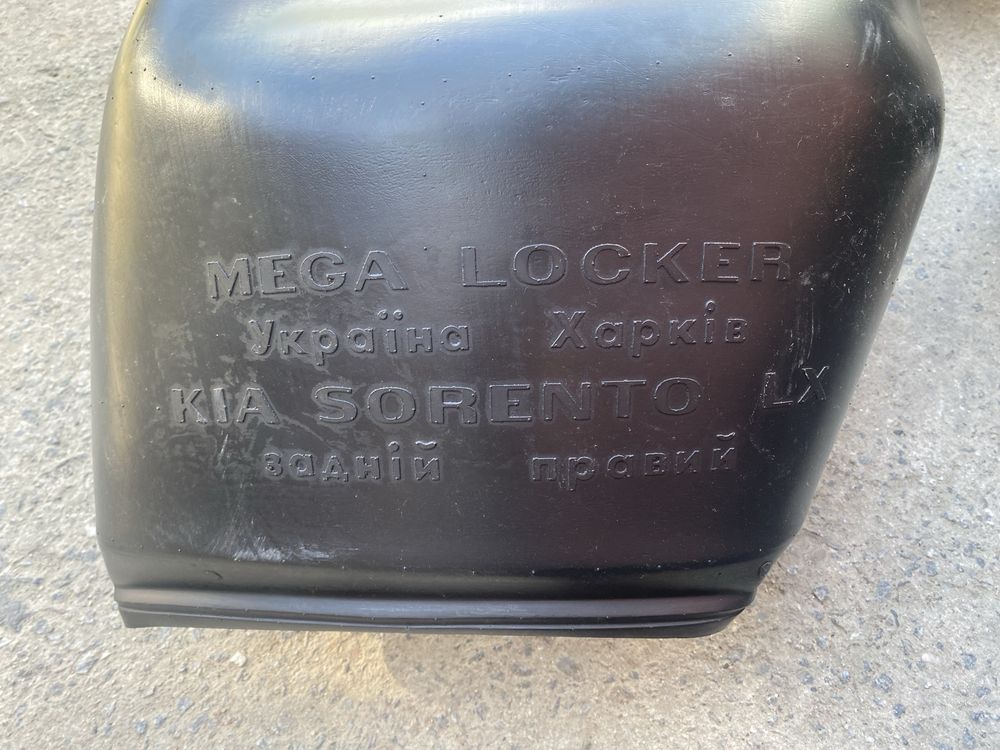 MEGA LOCKER
Україна Харків
KIA SORENTO LX
задній правий